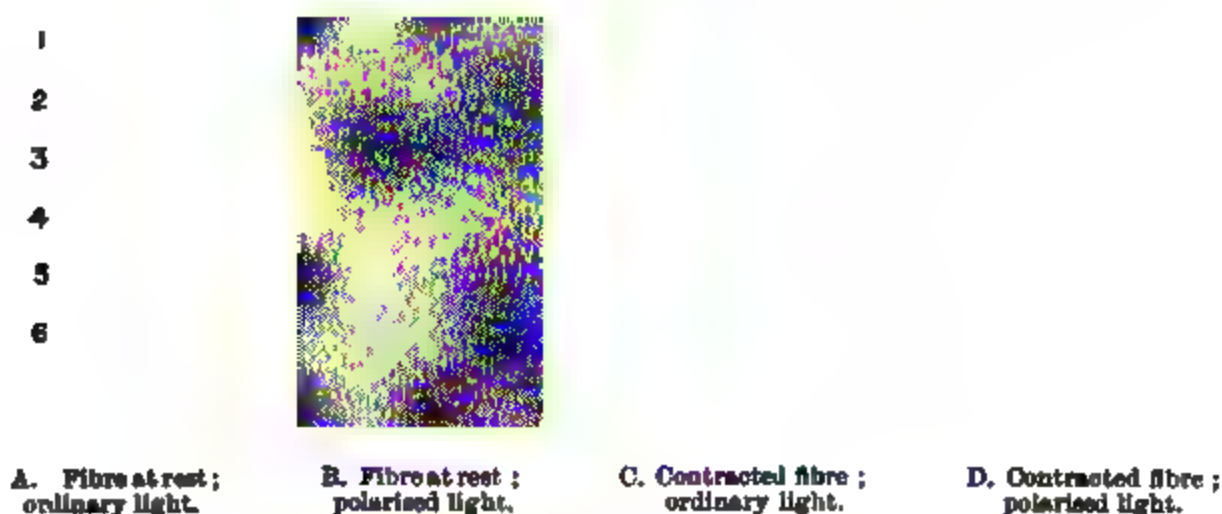 1
2
3
4
5
6
A. Fibre at rest ;
ordinary light.
B. Fibre at rest ;
polarised light.
C. Contracted fibre ;
ordinary light.
D. Contracted fibre ;
polarised light.